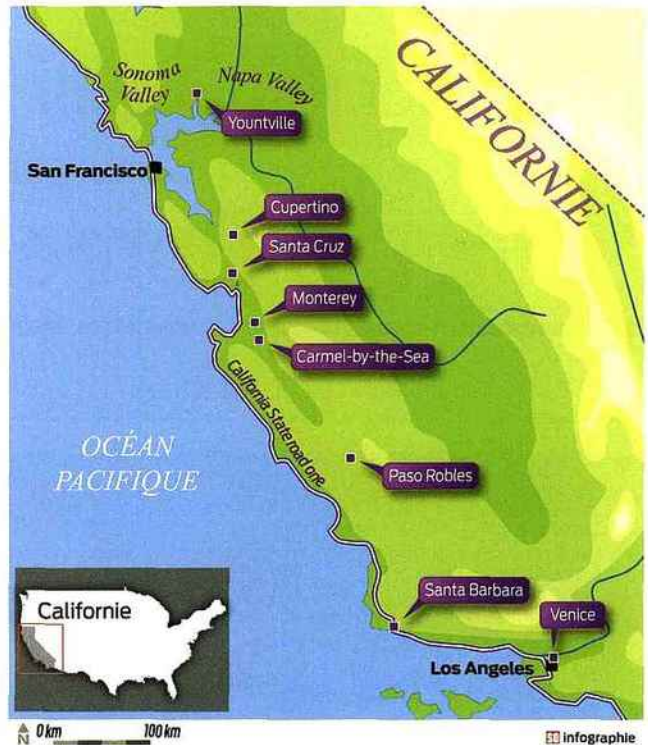 Sonoma
Valley
Napa Valley
CALIFORNIE
Yountville
San Francisco
Cupertino
Santa Cruz
Monterey
Carmel-by-the-Sea
California State road one
OCÉAN
PACIFIQUE
Paso Robles
Santa Barbara
Venice
Los Angeles
Californie
N
0 km
100 km
infographie